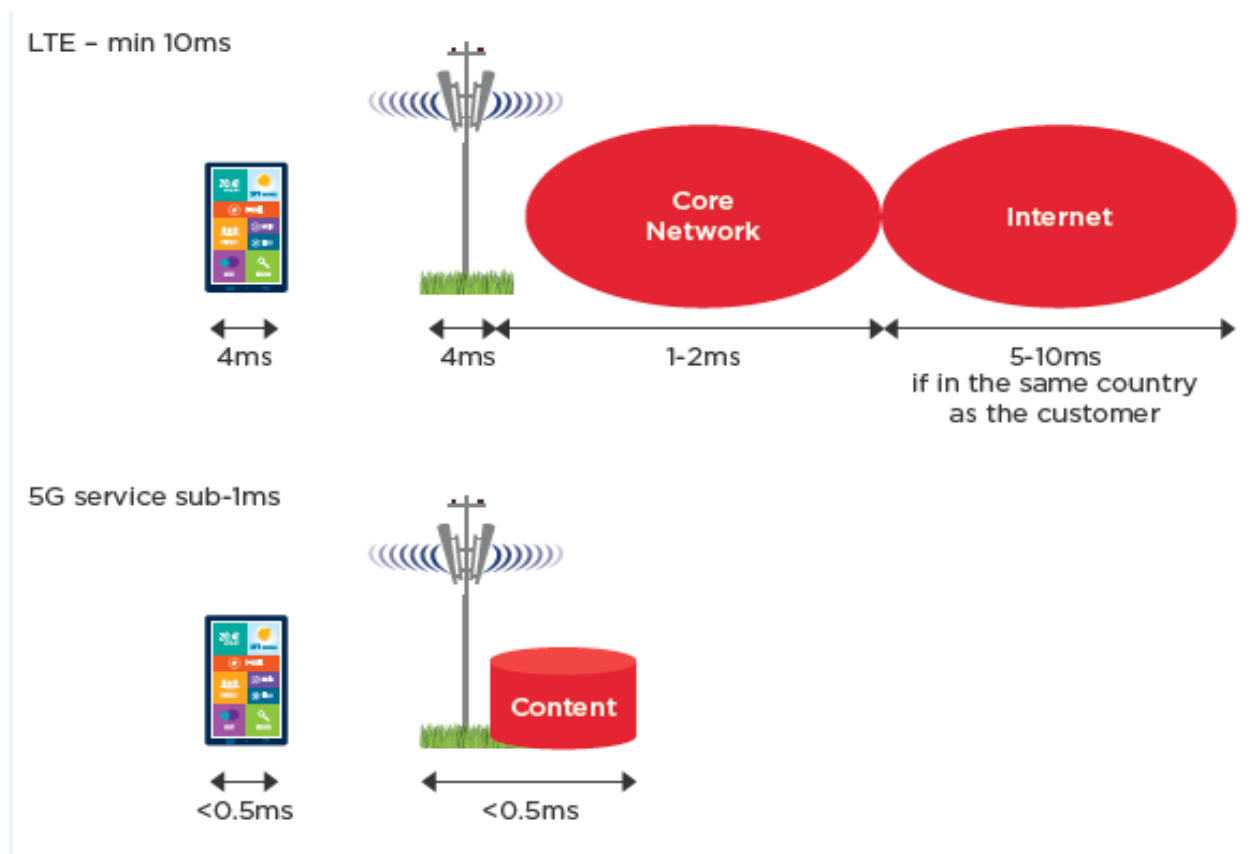 LTE – min 10ms
Core
Network
Internet
4ms
4ms
1-2ms
5-10ms
if in the same country
as the customer
5G service sub-1ms
Content
<0.5ms
<0.5ms